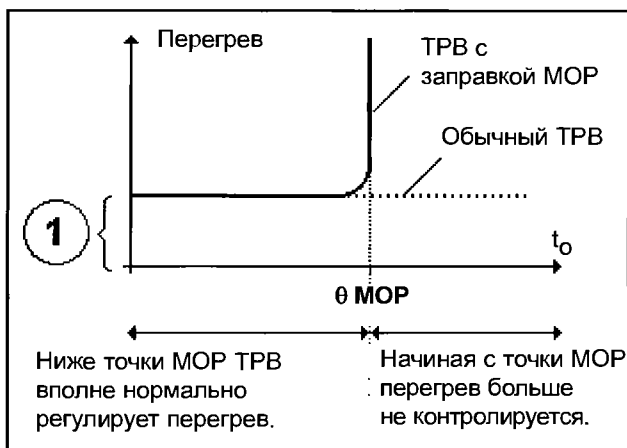 Перегрев
ТРВ с
заправкой МОР
Обычный ТРВ
1
to
θ МОР
Ниже точки МОР ТРВ
вполне нормально
регулирует перегрев.
Начиная с точки МОР
перегрев больше
не контролируется.